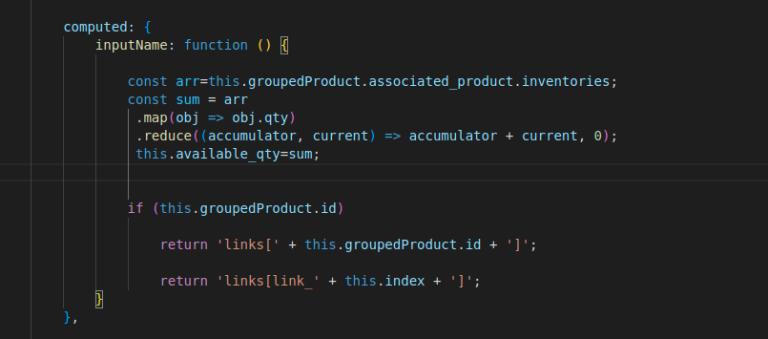 computed: {
inputName: function () {
const arr=this.groupedProduct.associated_product.inventories;
const sum = arr
.map(obj => obj.qty)
.reduce((accumulator, current) => accumulator + current, 0);
this.available_qty=sum;
if (this.groupedProduct.id)
return 'links[' + this.groupedProduct.id + ']';
return 'links[link_' + this.index + ']';
}
},